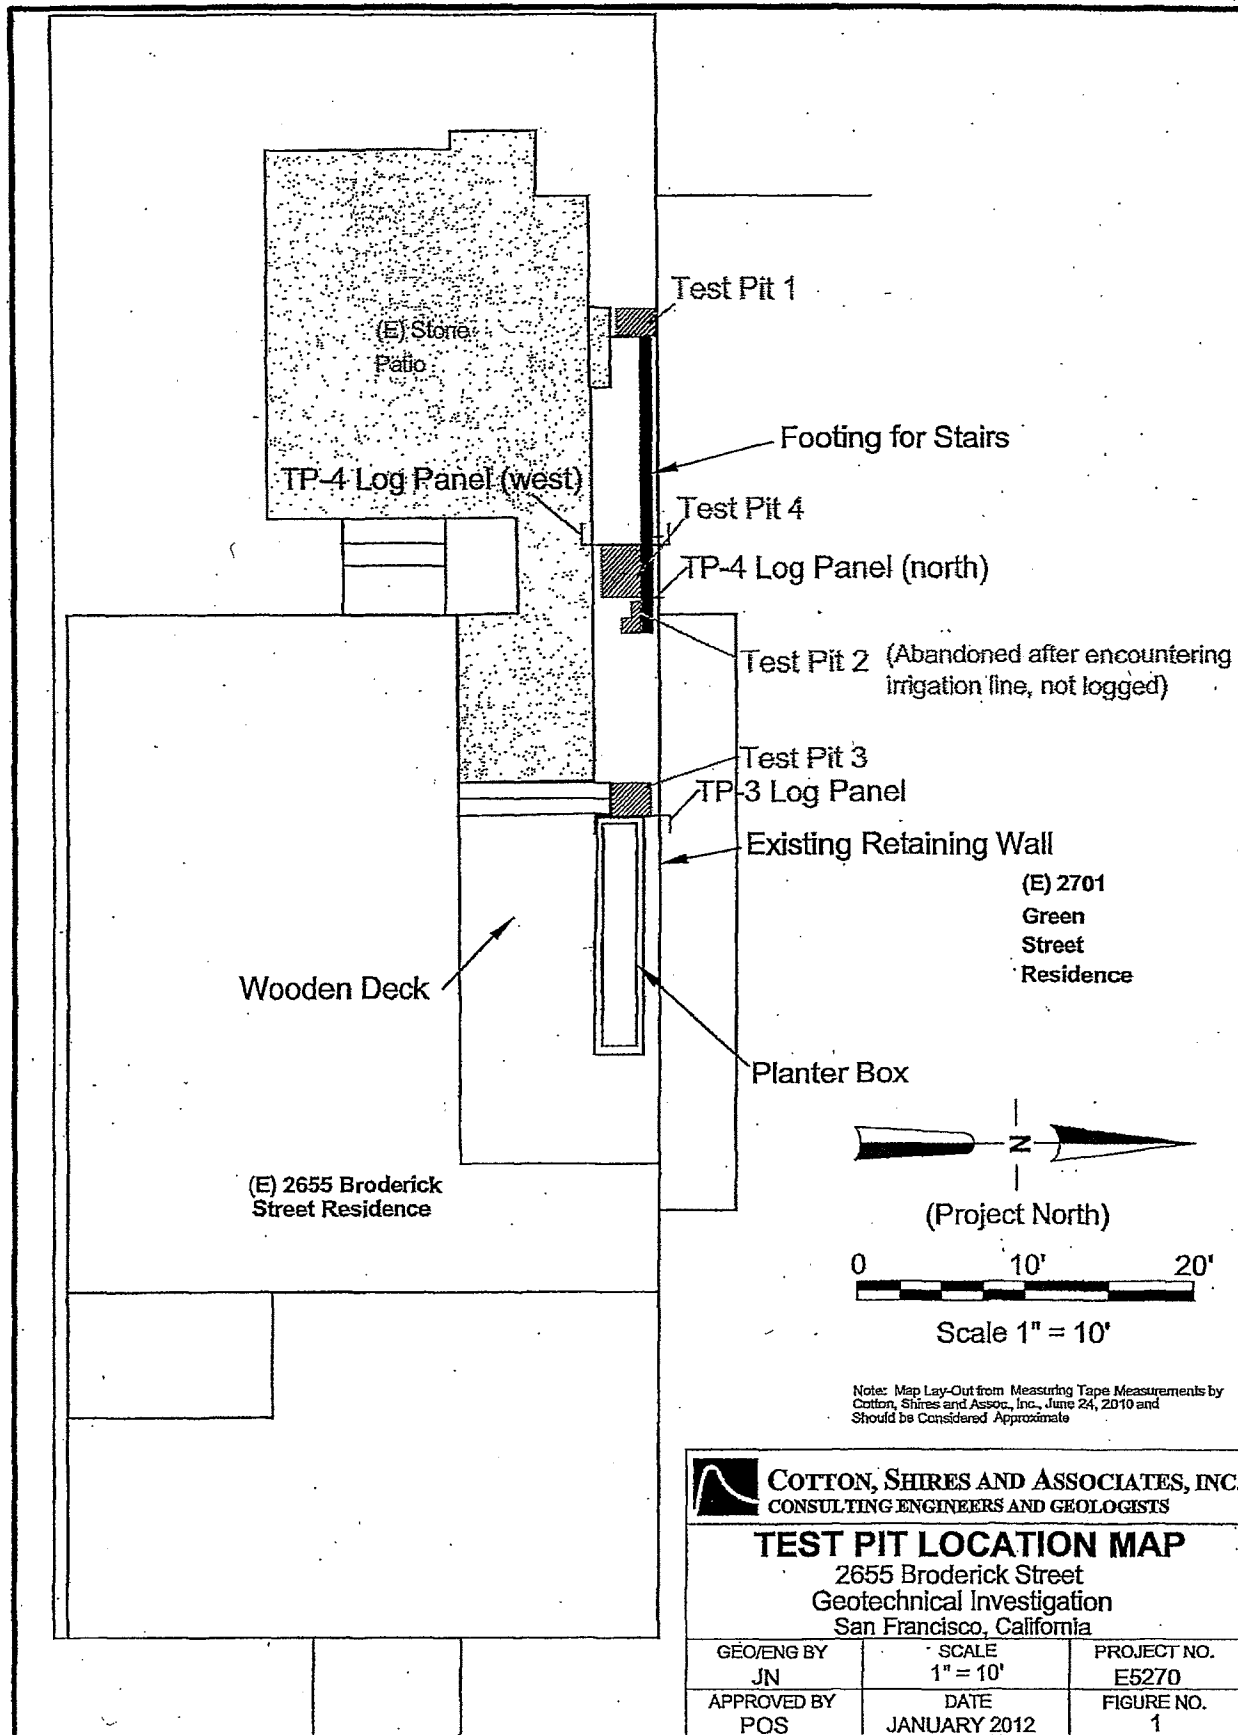 Test Pit 1
(E) Stone
Patio
Footing for Stairs
TP-4 Log Panel (west)
Test Pit 4
TP-4 Log Panel (north)
Test Pit 2 (Abandoned after encountering
irrigation line, not logged)
Test Pit 3
TP-3 Log Panel
Existing Retaining Wall
(E) 2701
Green
Street
Residence
Wooden Deck
Planter Box
(E) 2655 Broderick
Street Residence
N
(Project North)
0 10' 20'
Scale 1" = 10'
Note: Map Lay-Out from Measuring Tape Measurements by
Cotton, Shires and Assoc., Inc., June 24, 2010 and
Should be Considered Approximate
COTTON, SHIRES AND ASSOCIATES, INC.
CONSULTING ENGINEERS AND GEOLOGISTS
TEST PIT LOCATION MAP
2655 Broderick Street
Geotechnical Investigation
San Francisco, California
GEO/ENG BY SCALE PROJECT NO.
JN 1" = 10' E5270
APPROVED BY DATE FIGURE NO.
POS JANUARY 2012 1